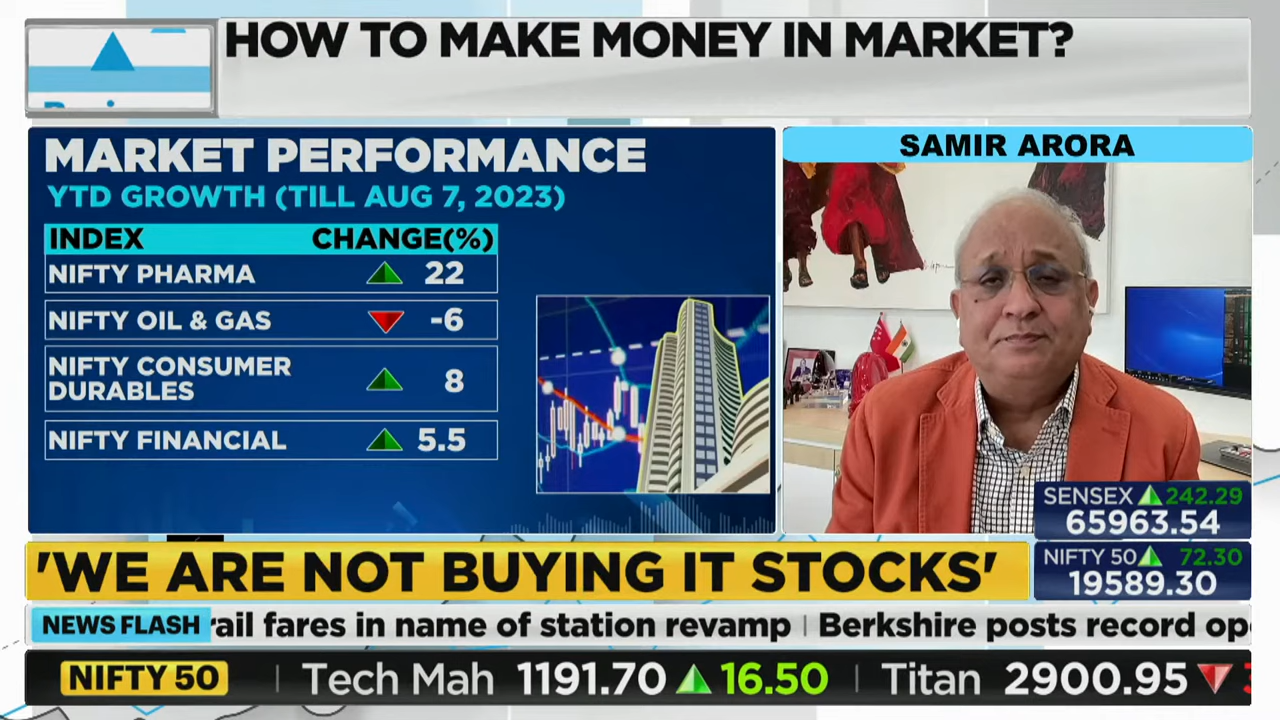 HOW TO MAKE MONEY IN MARKET?
MARKET PERFORMANCE
YTD GROWTH (TILL AUG 7, 2023)
INDEX CHANGE(%)
NIFTY PHARMA 22
NIFTY OIL & GAS -6
NIFTY CONSUMER
DURABLES 8
NIFTY FINANCIAL 5.5
SAMIR ARORA
SENSEX 242.29
65963.54
'WE ARE NOT BUYING IT STOCKS'
NIFTY 50 72.30
19589.30
NEWS FLASH rail fares in name of station revamp | Berkshire posts record op
NIFTY 50 | Tech Mah 1191.70 16.50 | Titan 2900.95